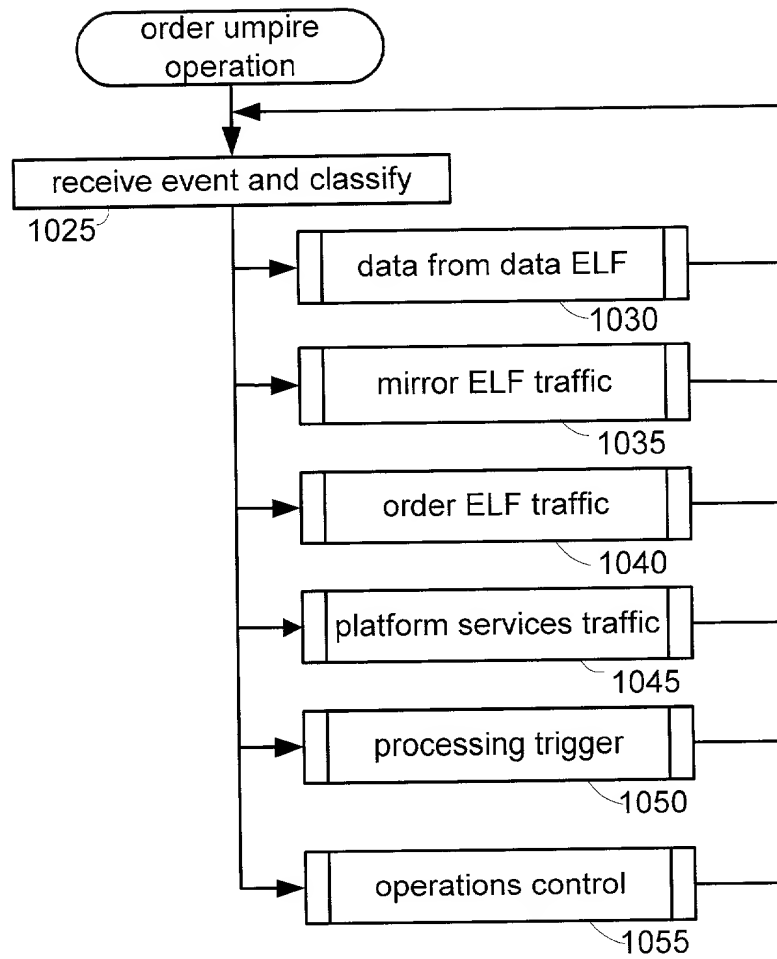 order umpire
operation
receive event and classify
1025
data from data ELF
1030
mirror ELF traffic
1035
order ELF traffic
1040
platform services traffic
1045
processing trigger
1050
operations control
1055